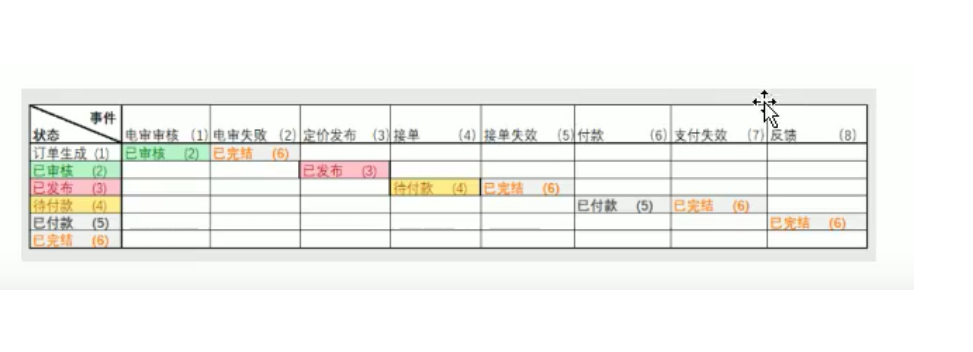 事件
状态 电审审核 (1) 电审失败 (2) 定价发布 (3) 接单 (4) 接单失效 (5) 付款 (6) 支付失效 (7) 反馈 (8)
订单生成 (1) 已审核 (2) 已完结 (6)
已审核 (2) 已发布 (3)
已发布 (3) 待付款 (4) 已完结 (6)
待付款 (4) 已付款 (5) 已完结 (6)
已付款 (5) 已完结 (6)
已完结 (6)